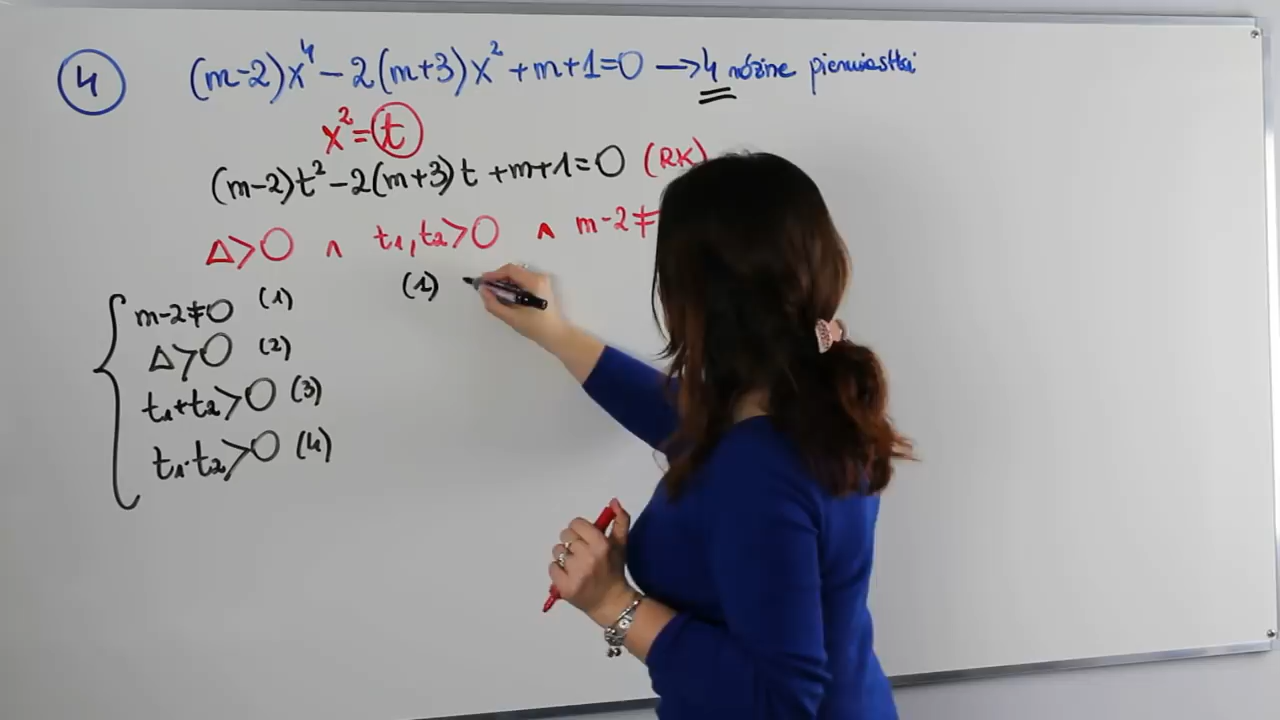 4 (m-2)x⁴-2(m+3)x²+m+1=0 → 4 różne pierwiastki
x²=t
(m-2)t²-2(m+3)t+m+1=0 (RK)
Δ>0 ∧ t₁,t₂>0 ∧ m-2≠
m-2≠0 (1) (1)
Δ>0 (2)
t₁+t₂>0 (3)
t₁·t₂>0 (4)